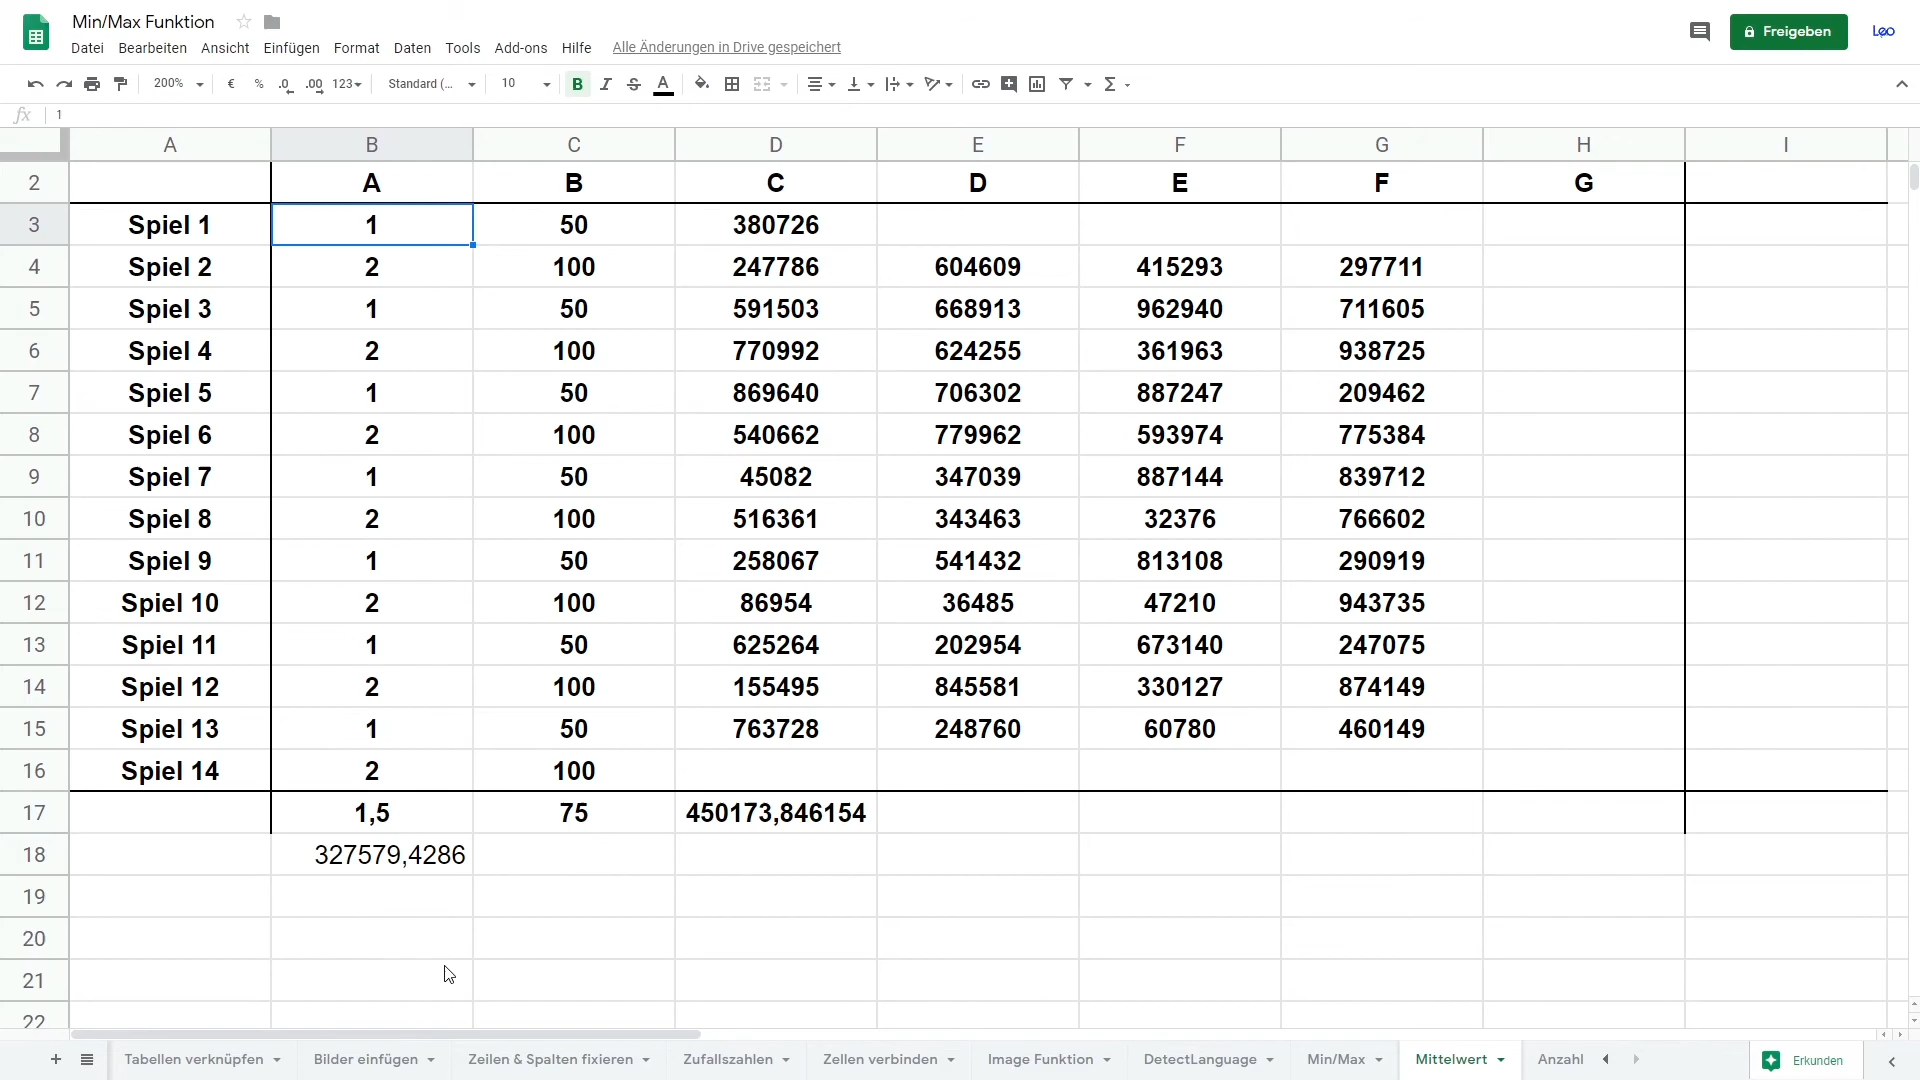 Min/Max Funktion
Datei Bearbeiten Ansicht Einfügen Format Daten Tools Add-ons Hilfe Alle Änderungen in Drive gespeichert
Freigeben
Leo
200% € % .0 .00 123 Standard (... 10 B I S A Σ
fx 1
A B C D E F G H I
2 A B C D E F G
3 Spiel 1 1 50 380726
4 Spiel 2 2 100 247786 604609 415293 297711
5 Spiel 3 1 50 591503 668913 962940 711605
6 Spiel 4 2 100 770992 624255 361963 938725
7 Spiel 5 1 50 869640 706302 887247 209462
8 Spiel 6 2 100 540662 779962 593974 775384
9 Spiel 7 1 50 45082 347039 887144 839712
10 Spiel 8 2 100 516361 343463 32376 766602
11 Spiel 9 1 50 258067 541432 813108 290919
12 Spiel 10 2 100 86954 36485 47210 943735
13 Spiel 11 1 50 625264 202954 673140 247075
14 Spiel 12 2 100 155495 845581 330127 874149
15 Spiel 13 1 50 763728 248760 60780 460149
16 Spiel 14 2 100
17 1,5 75 450173,846154
18 327579,4286
19
20
21
22
Tabellen verknüpfen Bilder einfügen Zeilen & Spalten fixieren Zufallszahlen Zellen verbinden Image Funktion DetectLanguage Min/Max Mittelwert Anzahl Erkunden